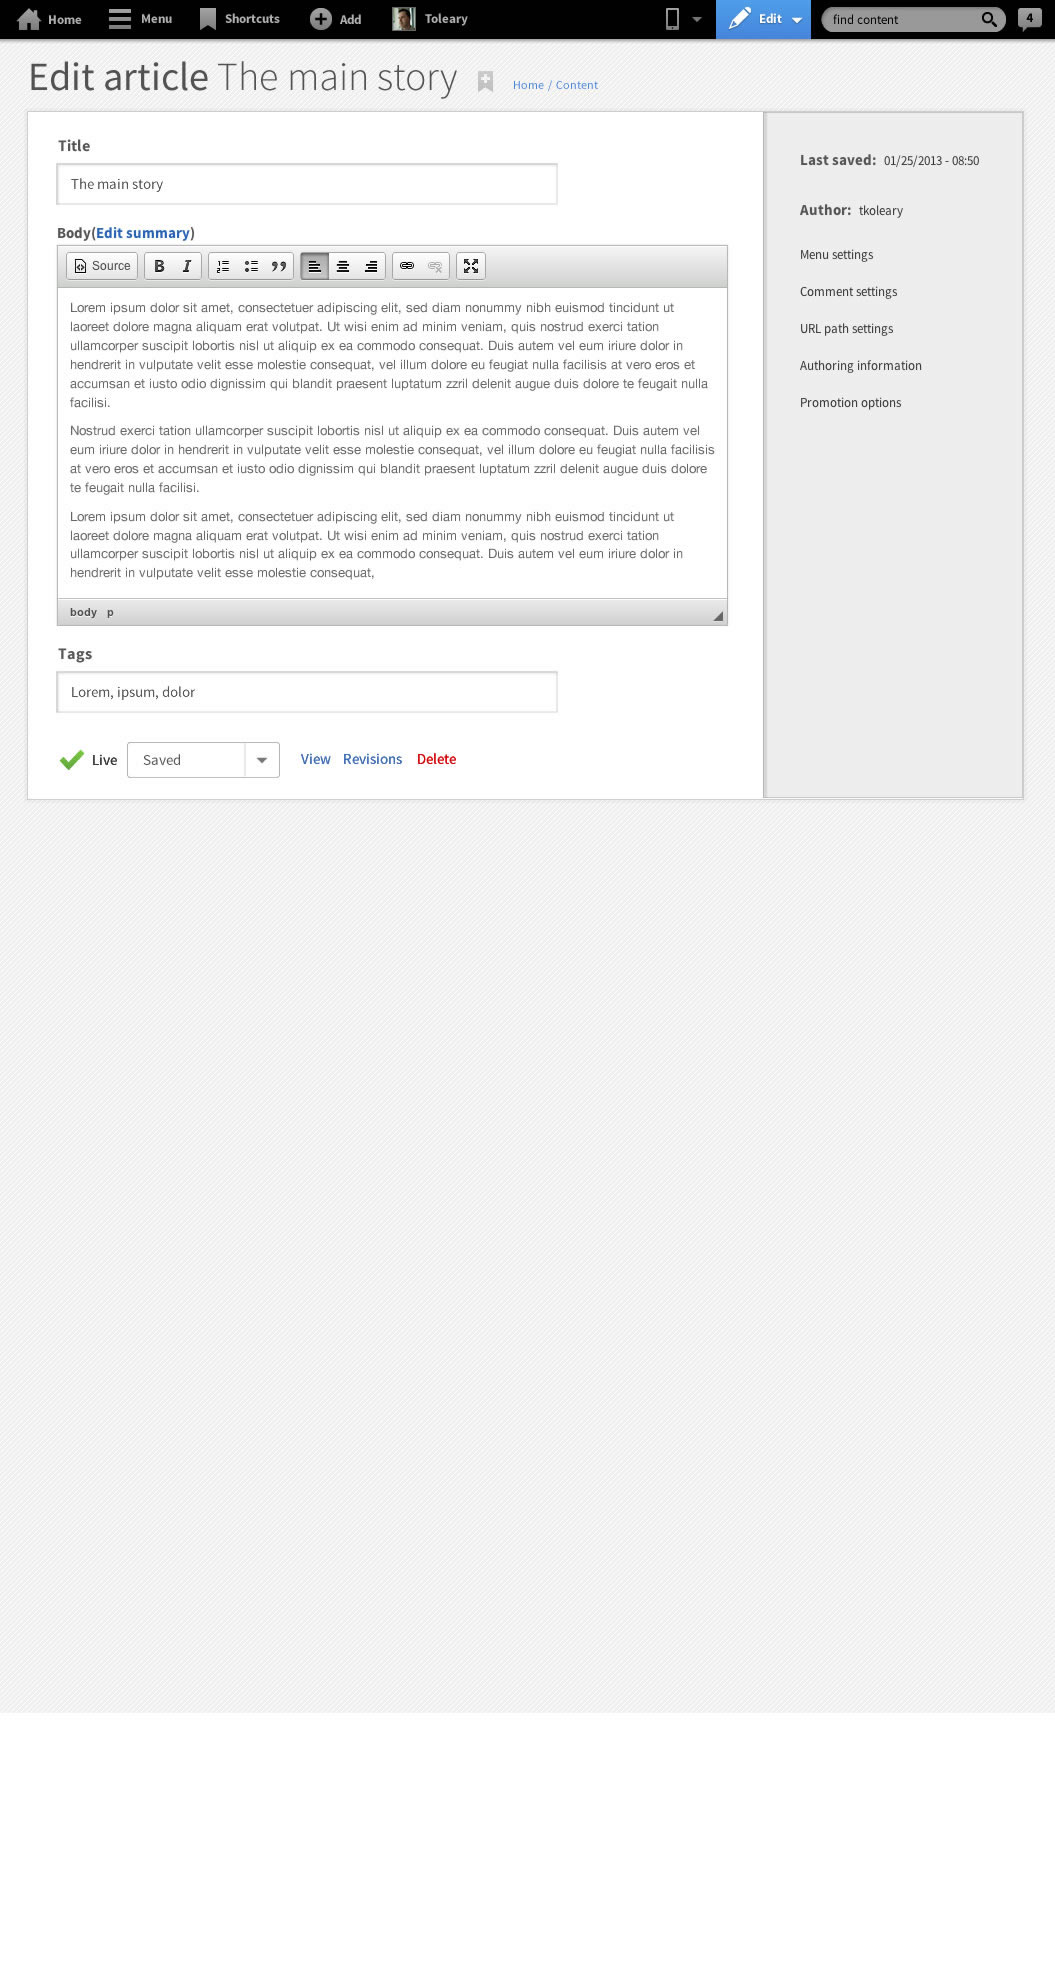 Home Menu Shortcuts Add Toleary Edit find content 4
Edit article The main story Home / Content
Title
The main story
Body(Edit summary)
Source B I
Lorem ipsum dolor sit amet, consectetuer adipiscing elit, sed diam nonummy nibh euismod tincidunt ut
laoreet dolore magna aliquam erat volutpat. Ut wisi enim ad minim veniam, quis nostrud exerci tation
ullamcorper suscipit lobortis nisl ut aliquip ex ea commodo consequat. Duis autem vel eum iriure dolor in
hendrerit in vulputate velit esse molestie consequat, vel illum dolore eu feugiat nulla facilisis at vero eros et
accumsan et iusto odio dignissim qui blandit praesent luptatum zzril delenit augue duis dolore te feugait nulla
facilisi.
Nostrud exerci tation ullamcorper suscipit lobortis nisl ut aliquip ex ea commodo consequat. Duis autem vel
eum iriure dolor in hendrerit in vulputate velit esse molestie consequat, vel illum dolore eu feugiat nulla facilisis
at vero eros et accumsan et iusto odio dignissim qui blandit praesent luptatum zzril delenit augue duis dolore
te feugait nulla facilisi.
Lorem ipsum dolor sit amet, consectetuer adipiscing elit, sed diam nonummy nibh euismod tincidunt ut
laoreet dolore magna aliquam erat volutpat. Ut wisi enim ad minim veniam, quis nostrud exerci tation
ullamcorper suscipit lobortis nisl ut aliquip ex ea commodo consequat. Duis autem vel eum iriure dolor in
hendrerit in vulputate velit esse molestie consequat,
body p
Tags
Lorem, ipsum, dolor
Live Saved View Revisions Delete
Last saved: 01/25/2013 - 08:50
Author: tkoleary
Menu settings
Comment settings
URL path settings
Authoring information
Promotion options